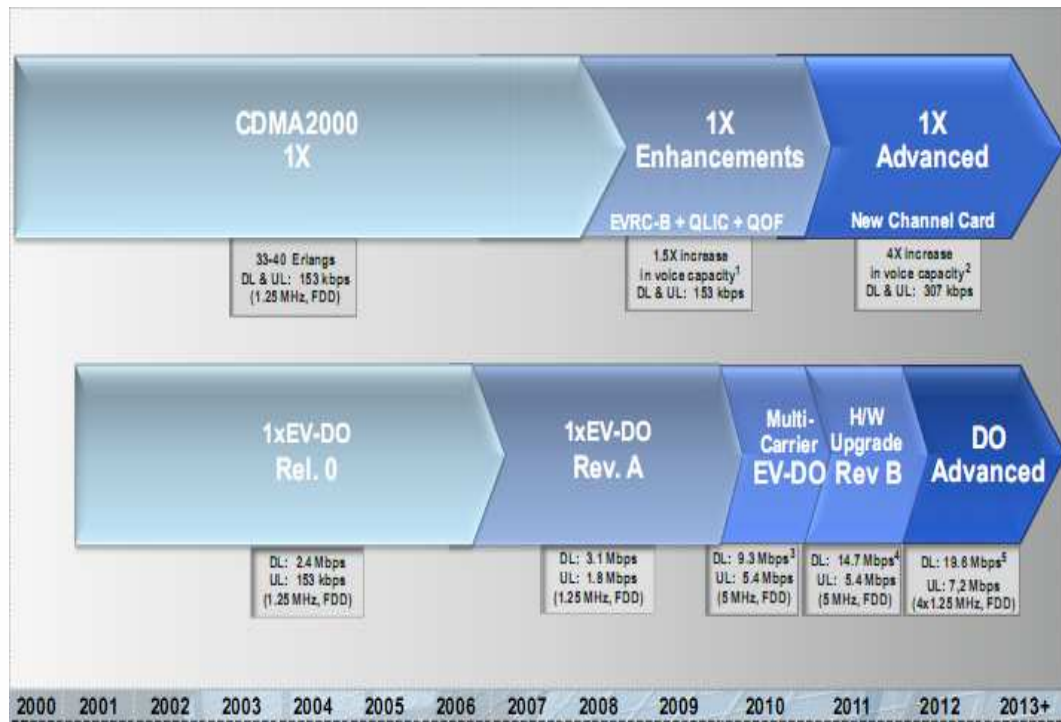 CDMA2000
1X
1X
Enhancements
EVRC-B + QLIC + QOF
1X
Advanced
New Channel Card
33-40 Erlangs
DL & UL: 153 kbps
(1.25 MHz, FDD)
1.5X increase
in voice capacity1
DL & UL: 153 kbps
4X increase
in voice capacity2
DL & UL: 307 kbps
1xEV-DO
Rel. 0
1xEV-DO
Rev. A
Multi-
Carrier
EV-DO
H/W
Upgrade
Rev B
DO
Advanced
DL: 2.4 Mbps
UL: 153 kbps
(1.25 MHz, FDD)
DL: 3.1 Mbps
UL: 1.8 Mbps
(1.25 MHz, FDD)
DL: 9.3 Mbps3
UL: 5.4 Mbps
(5 MHz, FDD)
DL: 14.7 Mbps4
UL: 5.4 Mbps
(5 MHz, FDD)
DL: 19.6 Mbps5
UL: 7,2 Mbps
(4x1.25 MHz, FDD)
2000 2001 2002 2003 2004 2005 2006 2007 2008 2009 2010 2011 2012 2013+